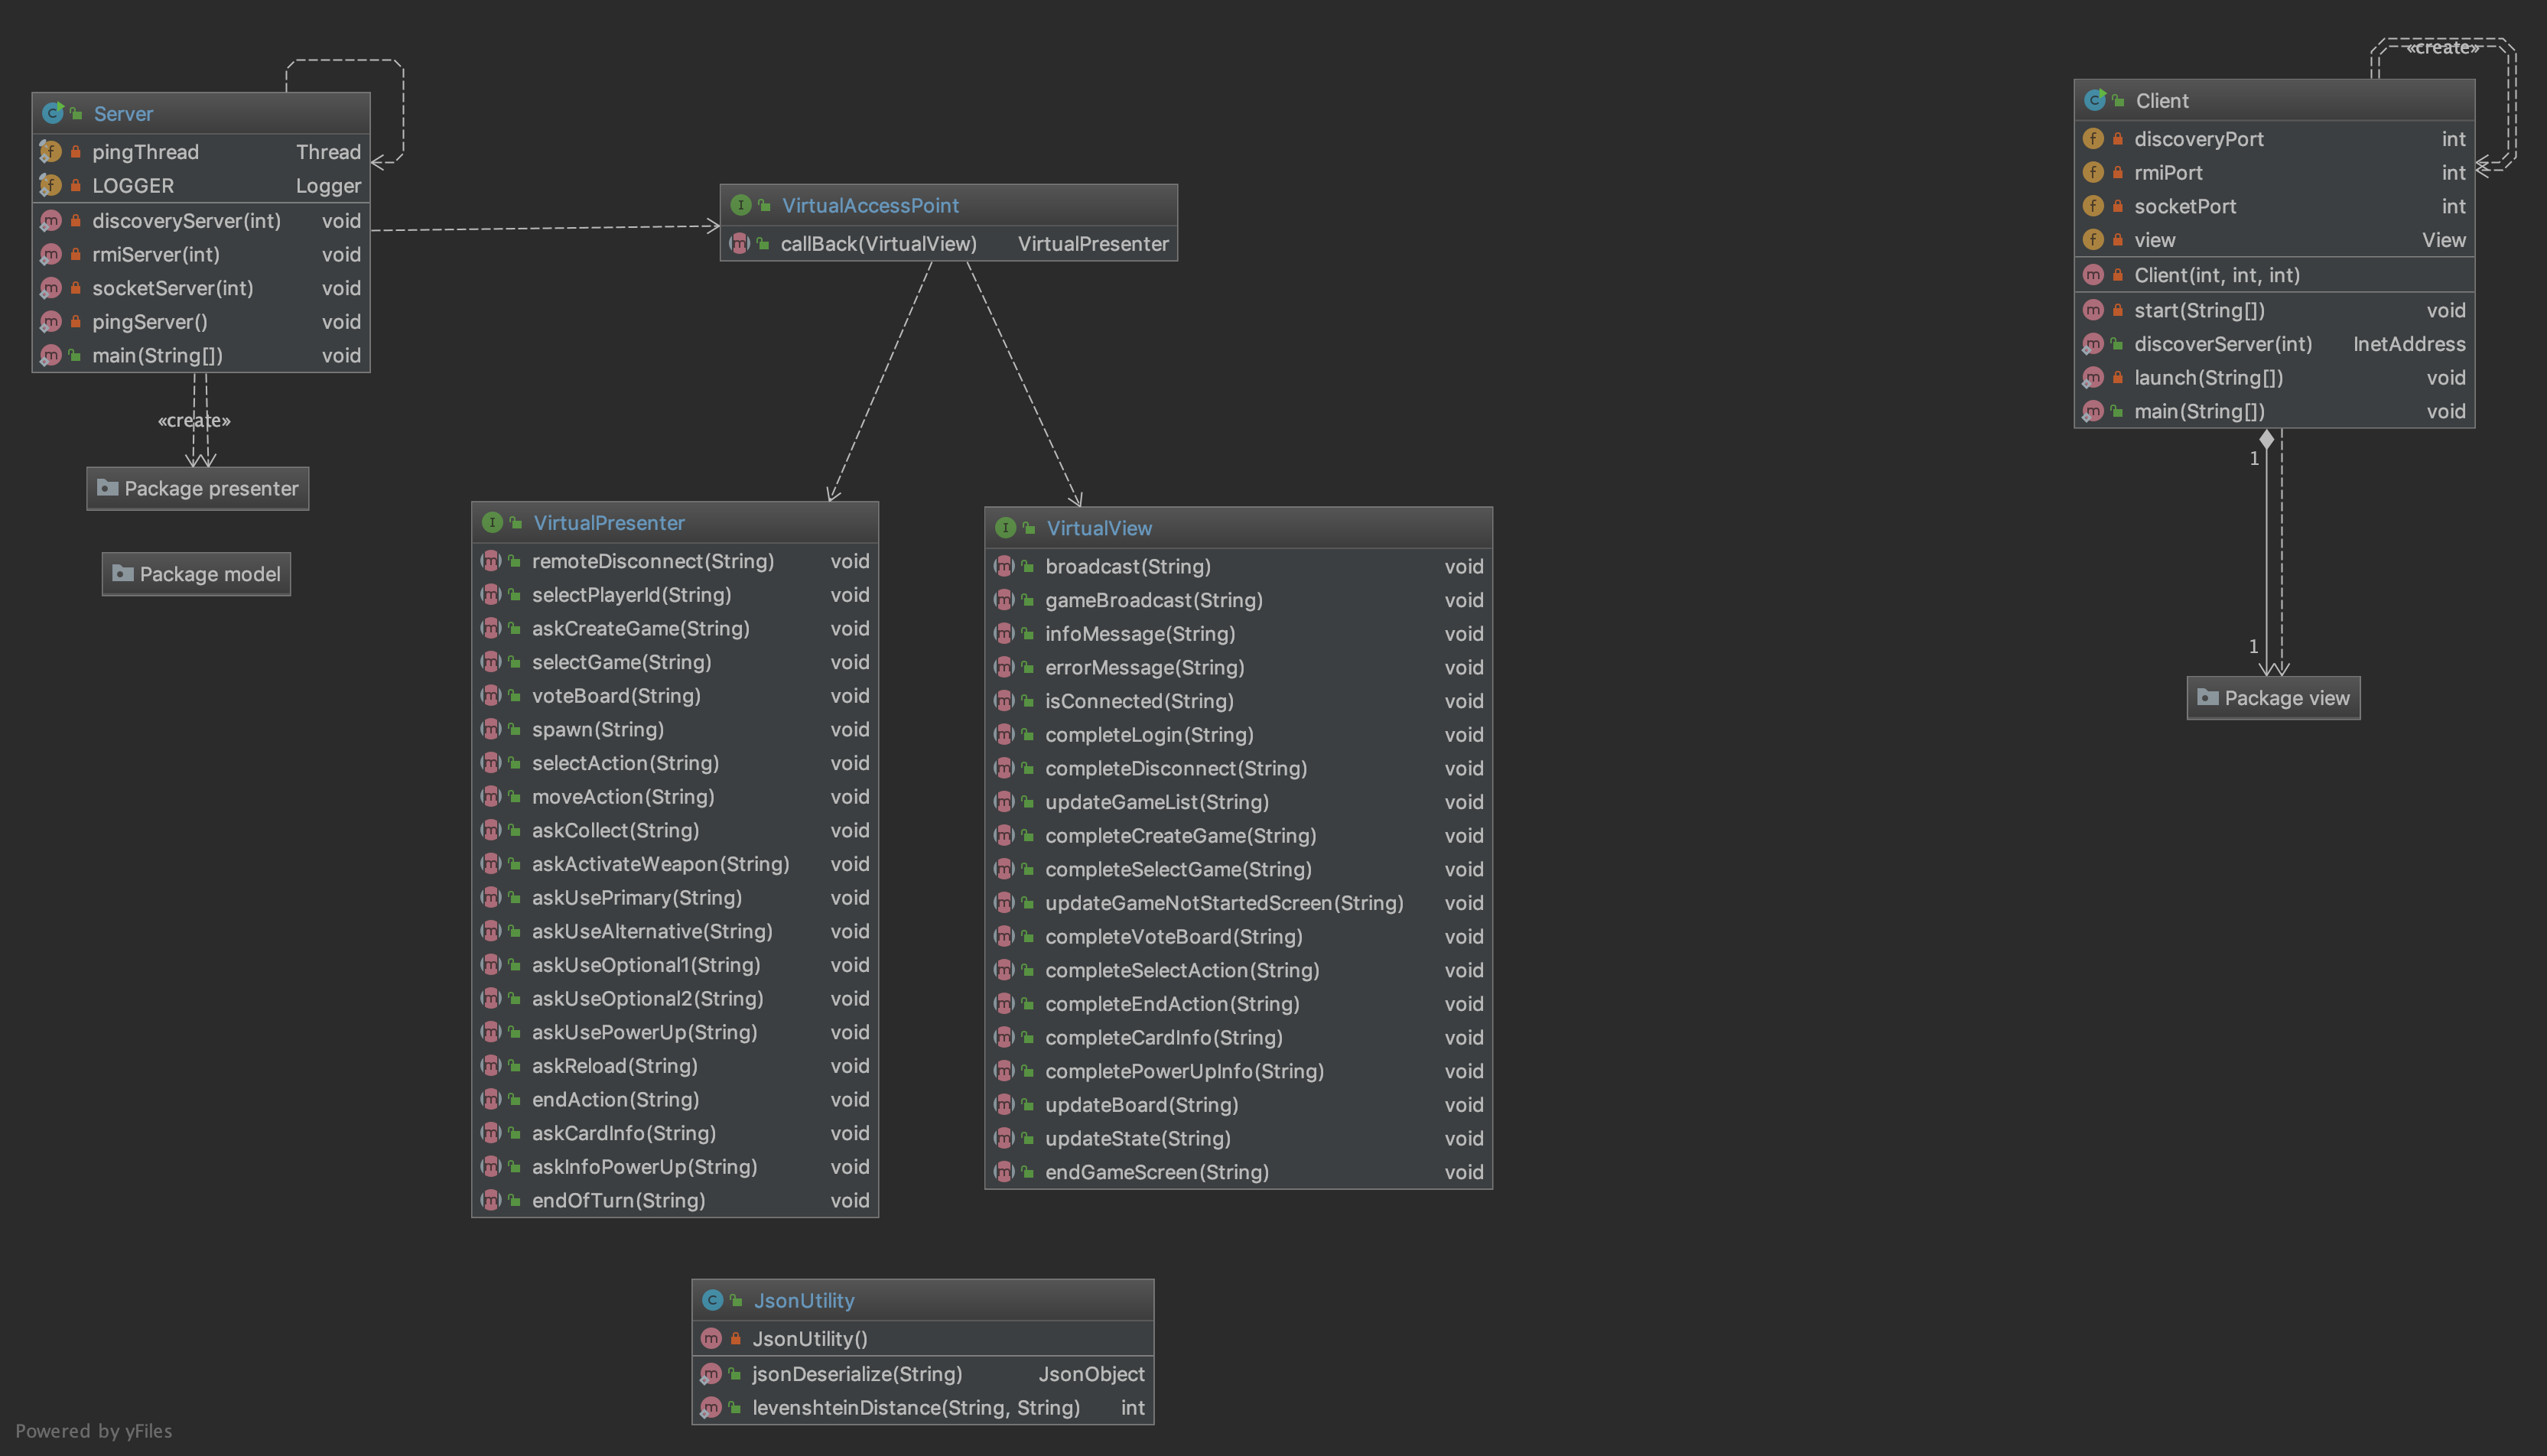 Server
pingThread Thread
LOGGER Logger
discoveryServer(int) void
rmiServer(int) void
socketServer(int) void
pingServer() void
main(String[]) void
«create»
Package presenter
Package model
VirtualAccessPoint
callBack(VirtualView) VirtualPresenter
VirtualPresenter
remoteDisconnect(String) void
selectPlayerId(String) void
askCreateGame(String) void
selectGame(String) void
voteBoard(String) void
spawn(String) void
selectAction(String) void
moveAction(String) void
askCollect(String) void
askActivateWeapon(String) void
askUsePrimary(String) void
askUseAlternative(String) void
askUseOptional1(String) void
askUseOptional2(String) void
askUsePowerUp(String) void
askReload(String) void
endAction(String) void
askCardInfo(String) void
askInfoPowerUp(String) void
endOfTurn(String) void
VirtualView
broadcast(String) void
gameBroadcast(String) void
infoMessage(String) void
errorMessage(String) void
isConnected(String) void
completeLogin(String) void
completeDisconnect(String) void
updateGameList(String) void
completeCreateGame(String) void
completeSelectGame(String) void
updateGameNotStartedScreen(String) void
completeVoteBoard(String) void
completeSelectAction(String) void
completeEndAction(String) void
completeCardInfo(String) void
completePowerUpInfo(String) void
updateBoard(String) void
updateState(String) void
endGameScreen(String) void
«create»
Client
discoveryPort int
rmiPort int
socketPort int
view View
Client(int, int, int)
start(String[]) void
discoverServer(int) InetAddress
launch(String[]) void
main(String[]) void
1
1
Package view
JsonUtility
JsonUtility()
jsonDeserialize(String) JsonObject
levenshteinDistance(String, String) int
Powered by yFiles